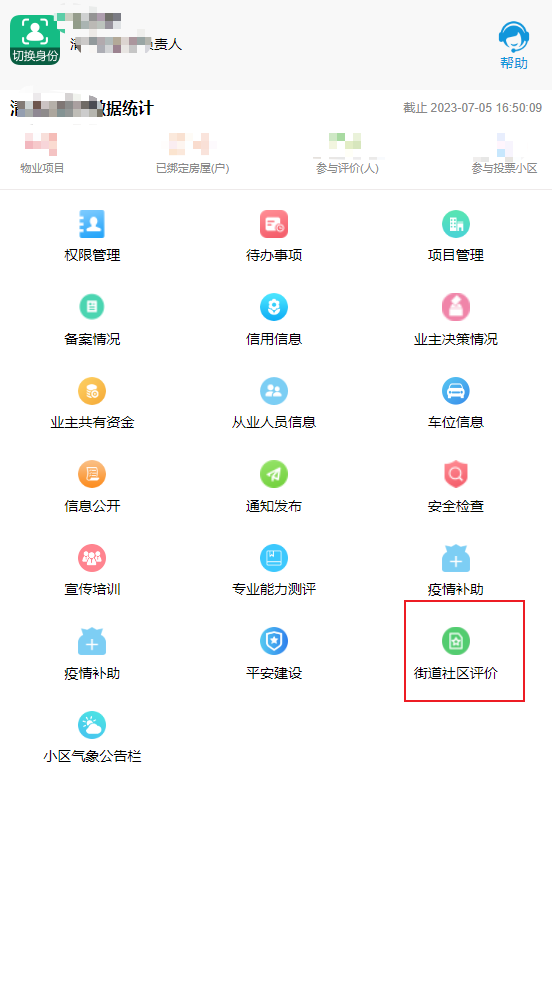 切换身份
责人
帮助
数据统计
截止 2023-07-05 16:50:09
物业项目 已绑定房屋(户) 参与评价(人) 参与投票小区
权限管理 待办事项 项目管理
备案情况 信用信息 业主决策情况
业主共有资金 从业人员信息 车位信息
信息公开 通知发布 安全检查
宣传培训 专业能力测评 疫情补助
疫情补助 平安建设 街道社区评价
小区气象公告栏